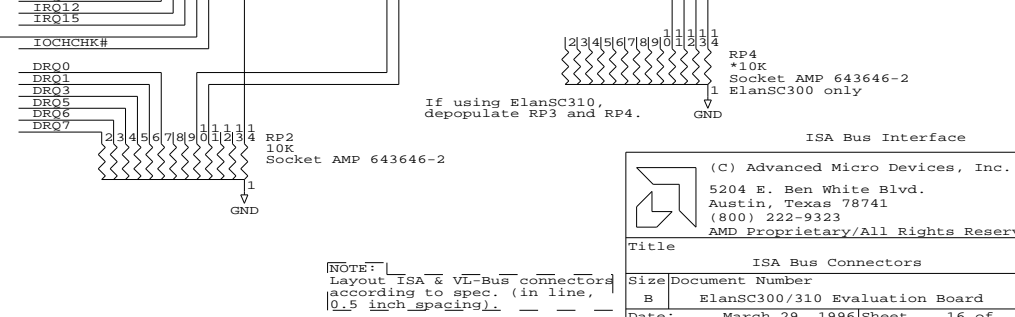 IRQ12
IRQ15
IOCHCHK#
DRQ0
DRQ1
DRQ3
DRQ5
DRQ6
DRQ7
2 3 4 5 6 7 8 9 10 11 12 13 14
RP2
10K
Socket AMP 643646-2
1
GND
2 3 4 5 6 7 8 9 10 11 12 13 14
RP4
*10K
Socket AMP 643646-2
1 ElanSC300 only
GND
If using ElanSC310,
depopulate RP3 and RP4.
NOTE:
Layout ISA & VL-Bus connectors
according to spec. (in line,
0.5 inch spacing).
ISA Bus Interface
(C) Advanced Micro Devices, Inc.
5204 E. Ben White Blvd.
Austin, Texas 78741
(800) 222-9323
AMD Proprietary/All Rights Reserv
Title
ISA Bus Connectors
Size Document Number
B ElanSC300/310 Evaluation Board
Date: March 29, 1996 Sheet 16 of